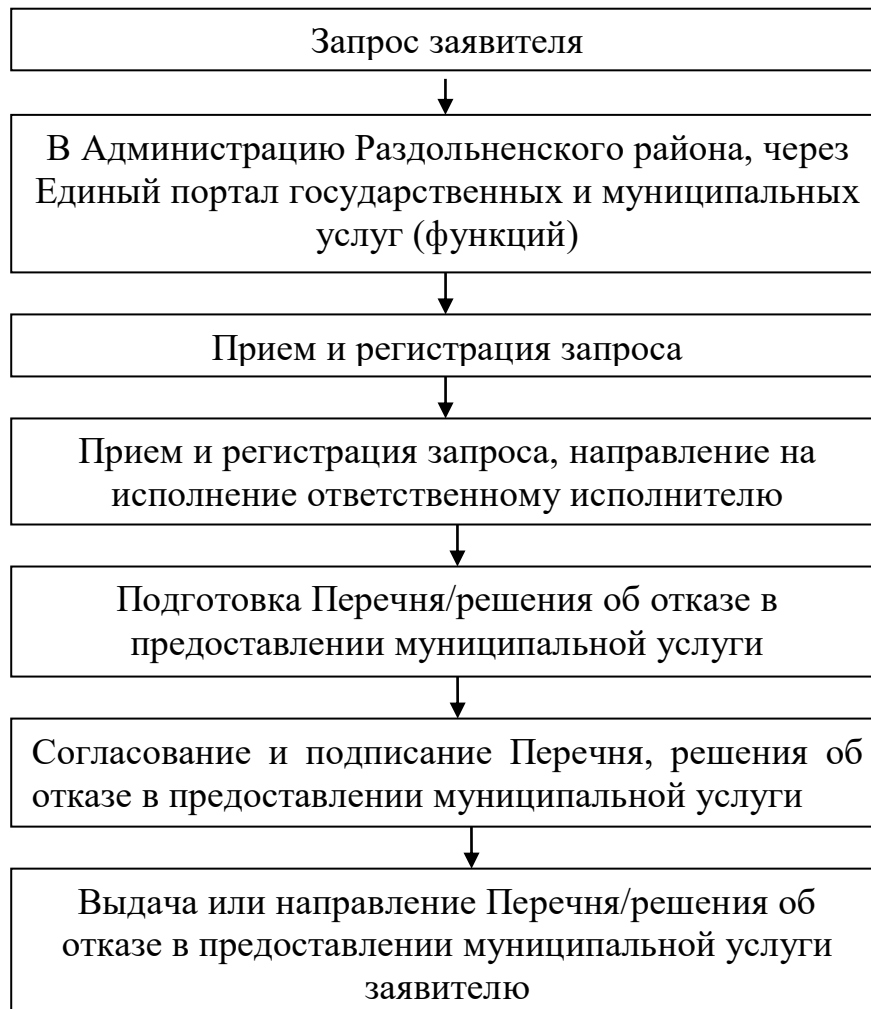 Запрос заявителя
В Администрацию Раздольненского района, через
Единый портал государственных и муниципальных
услуг (функций)
Прием и регистрация запроса
Прием и регистрация запроса, направление на
исполнение ответственному исполнителю
Подготовка Перечня/решения об отказе в
предоставлении муниципальной услуги
Согласование и подписание Перечня, решения об
отказе в предоставлении муниципальной услуги
Выдача или направление Перечня/решения об
отказе в предоставлении муниципальной услуги
заявителю